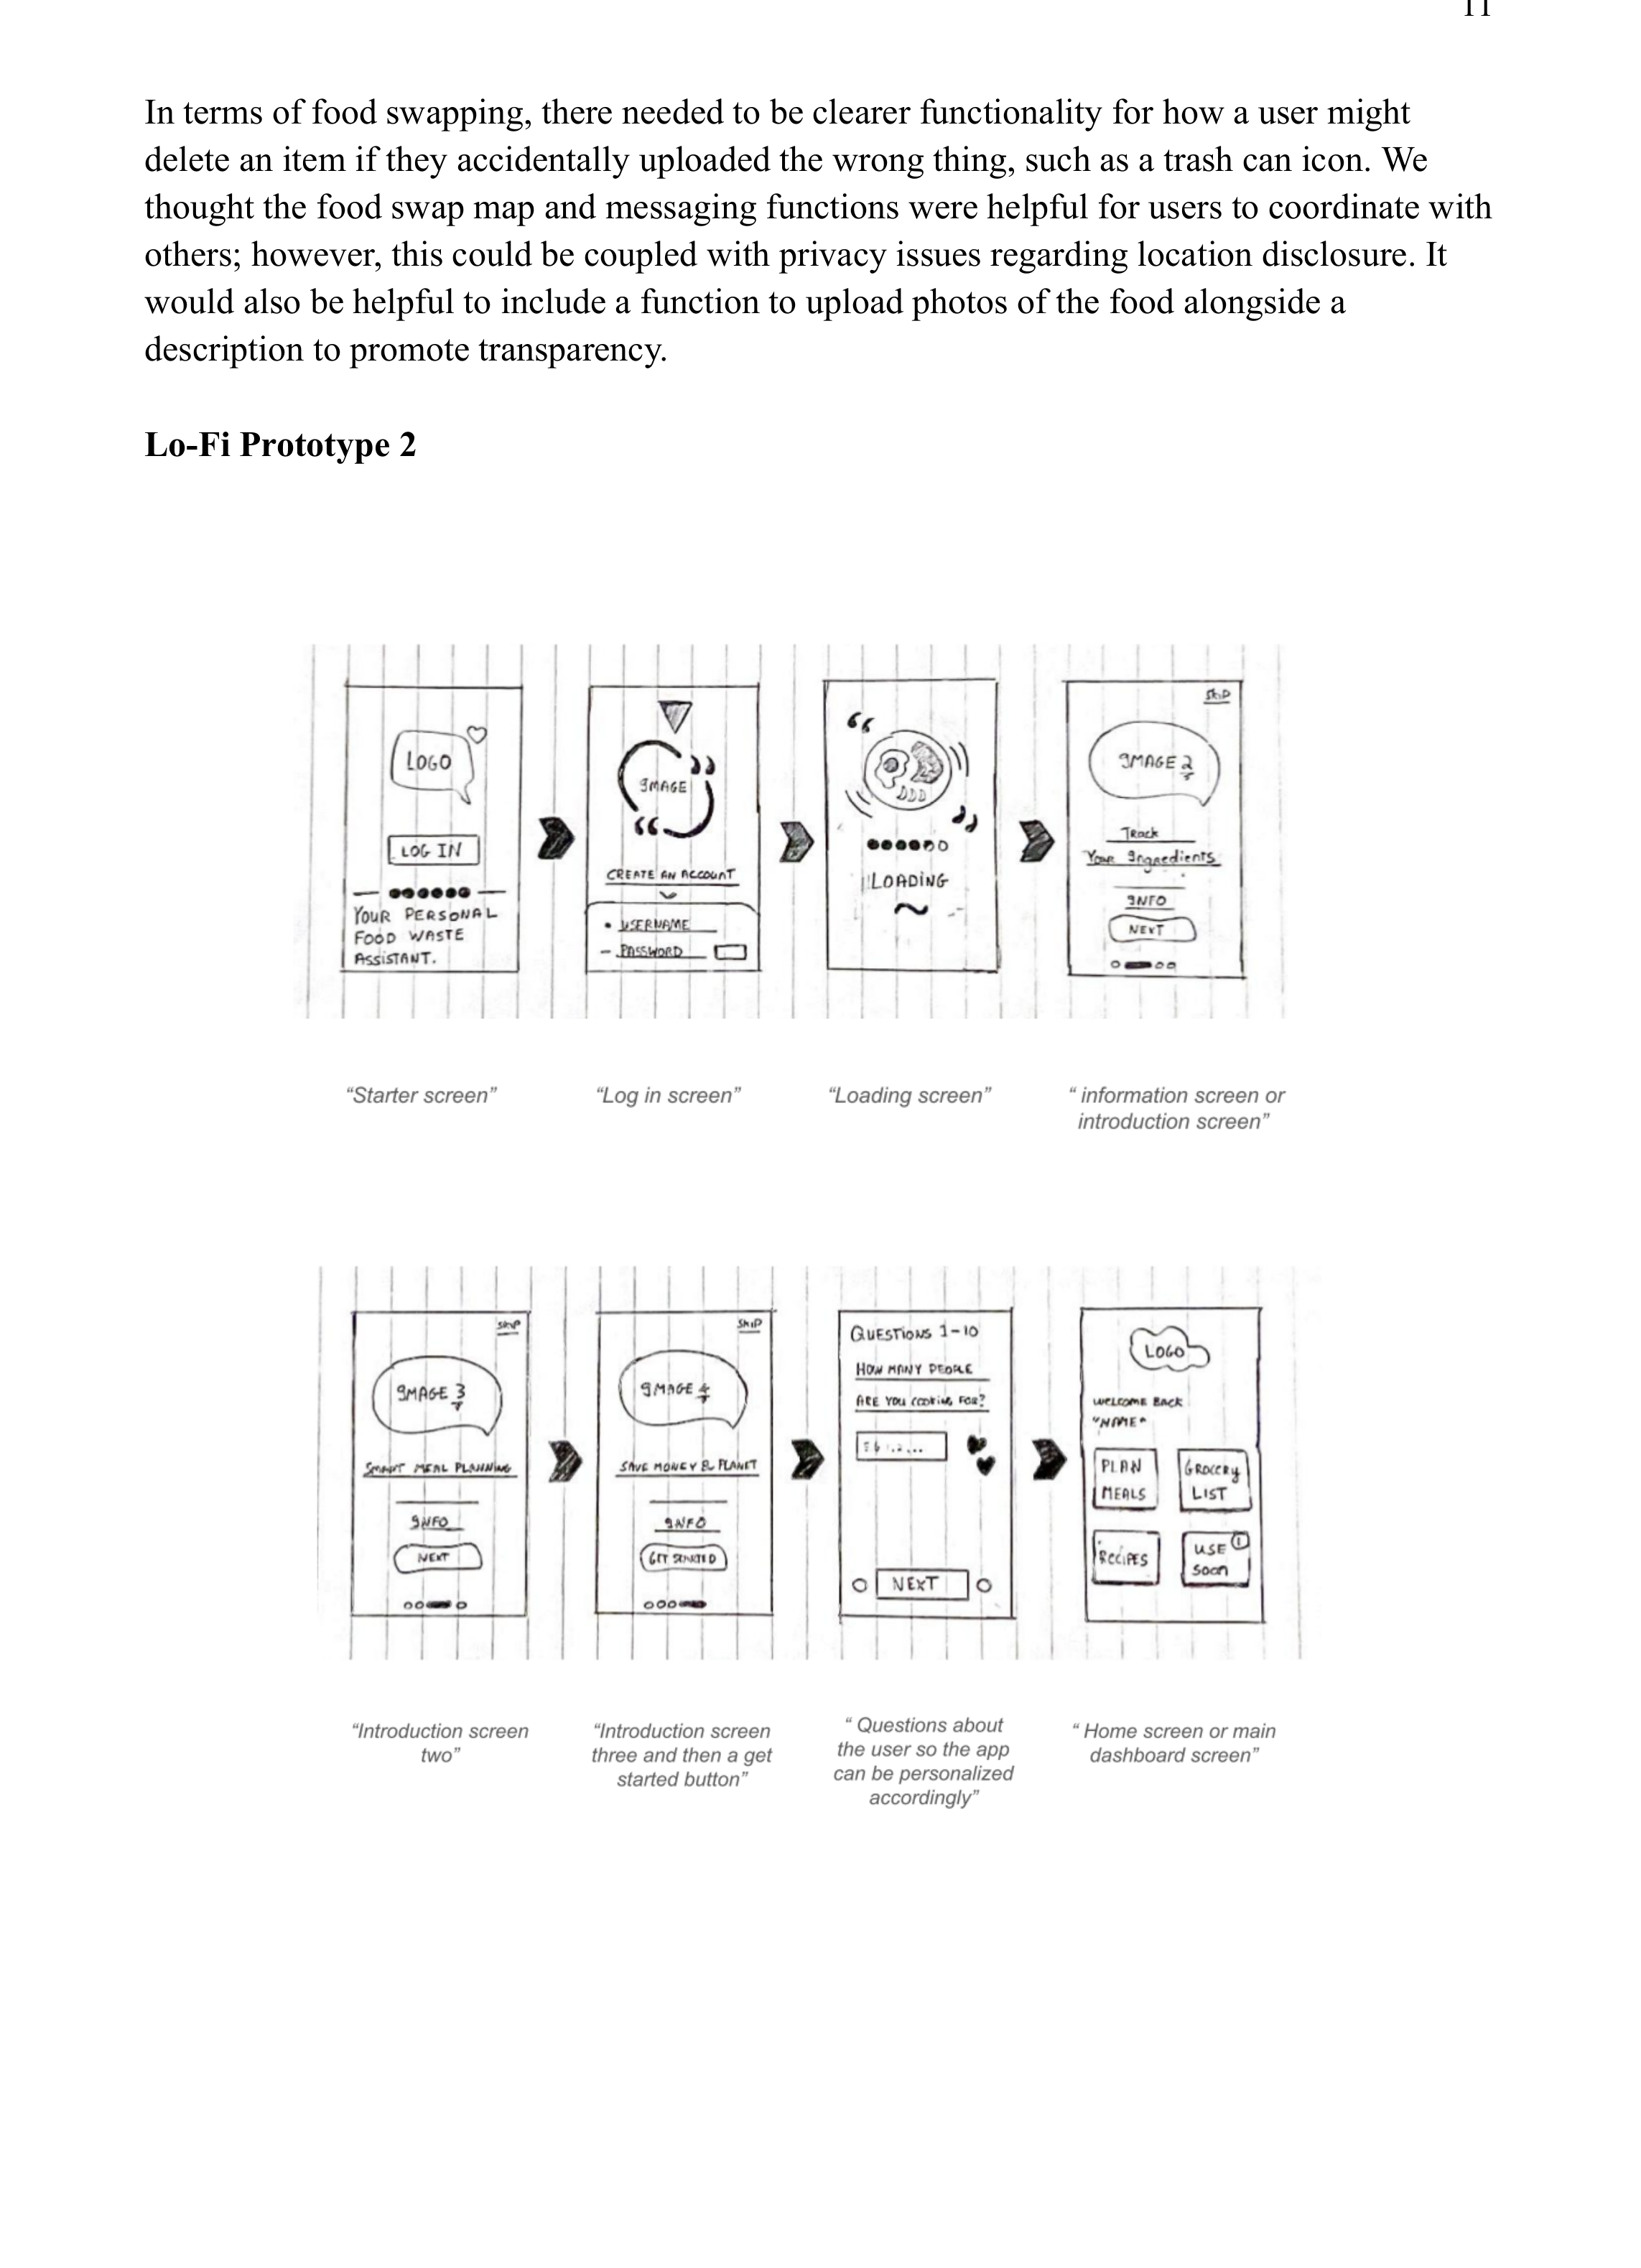 11
In terms of food swapping, there needed to be clearer functionality for how a user might
delete an item if they accidentally uploaded the wrong thing, such as a trash can icon. We
thought the food swap map and messaging functions were helpful for users to coordinate with
others; however, this could be coupled with privacy issues regarding location disclosure. It
would also be helpful to include a function to upload photos of the food alongside a
description to promote transparency.
Lo-Fi Prototype 2
LOGO
LOG IN
YOUR PERSONAL
FOOD WASTE
ASSISTANT.
IMAGE
CREATE AN ACCOUNT
USERNAME
PASSWORD
LOADING
SKIP
IMAGE 2
Track
Your Ingredients
INFO
NEXT
“Starter screen”
“Log in screen”
“Loading screen”
“ information screen or
introduction screen”
SKIP
IMAGE 3
SMART MEAL PLANNING
INFO
NEXT
SKIP
IMAGE 4
SAVE MONEY & PLANET
INFO
GET STARTED
QUESTIONS 1-10
HOW MANY PEOPLE
ARE YOU COOKING FOR?
NEXT
LOGO
WELCOME BACK
"NAME"
PLAN
MEALS
GROCERY
LIST
RECIPES
USE
Soon
“Introduction screen
two”
“Introduction screen
three and then a get
started button”
“ Questions about
the user so the app
can be personalized
accordingly”
“ Home screen or main
dashboard screen”